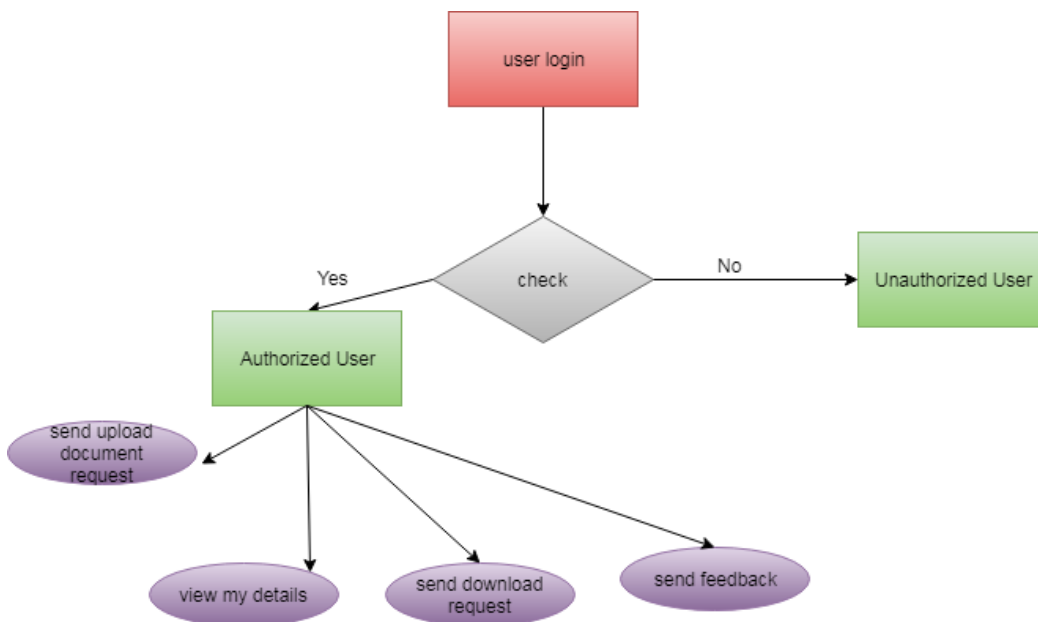 user login
check
Yes
No
Unauthorized User
Authorized User
send upload
document
request
view my details
send download
request
send feedback